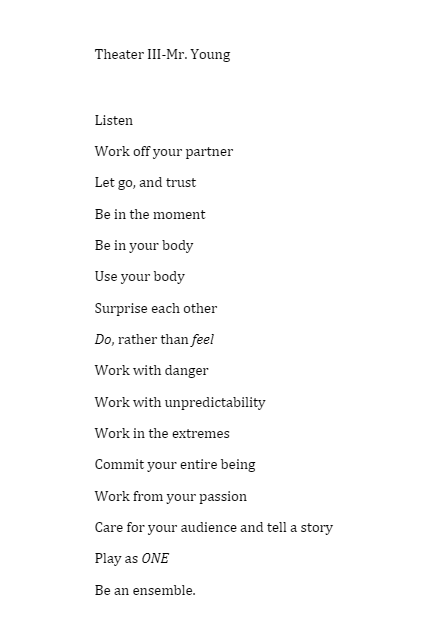 Theater III-Mr. Young
Listen
Work off your partner
Let go, and trust
Be in the moment
Be in your body
Use your body
Surprise each other
Do, rather than feel
Work with danger
Work with unpredictability
Work in the extremes
Commit your entire being
Work from your passion
Care for your audience and tell a story
Play as ONE
Be an ensemble.